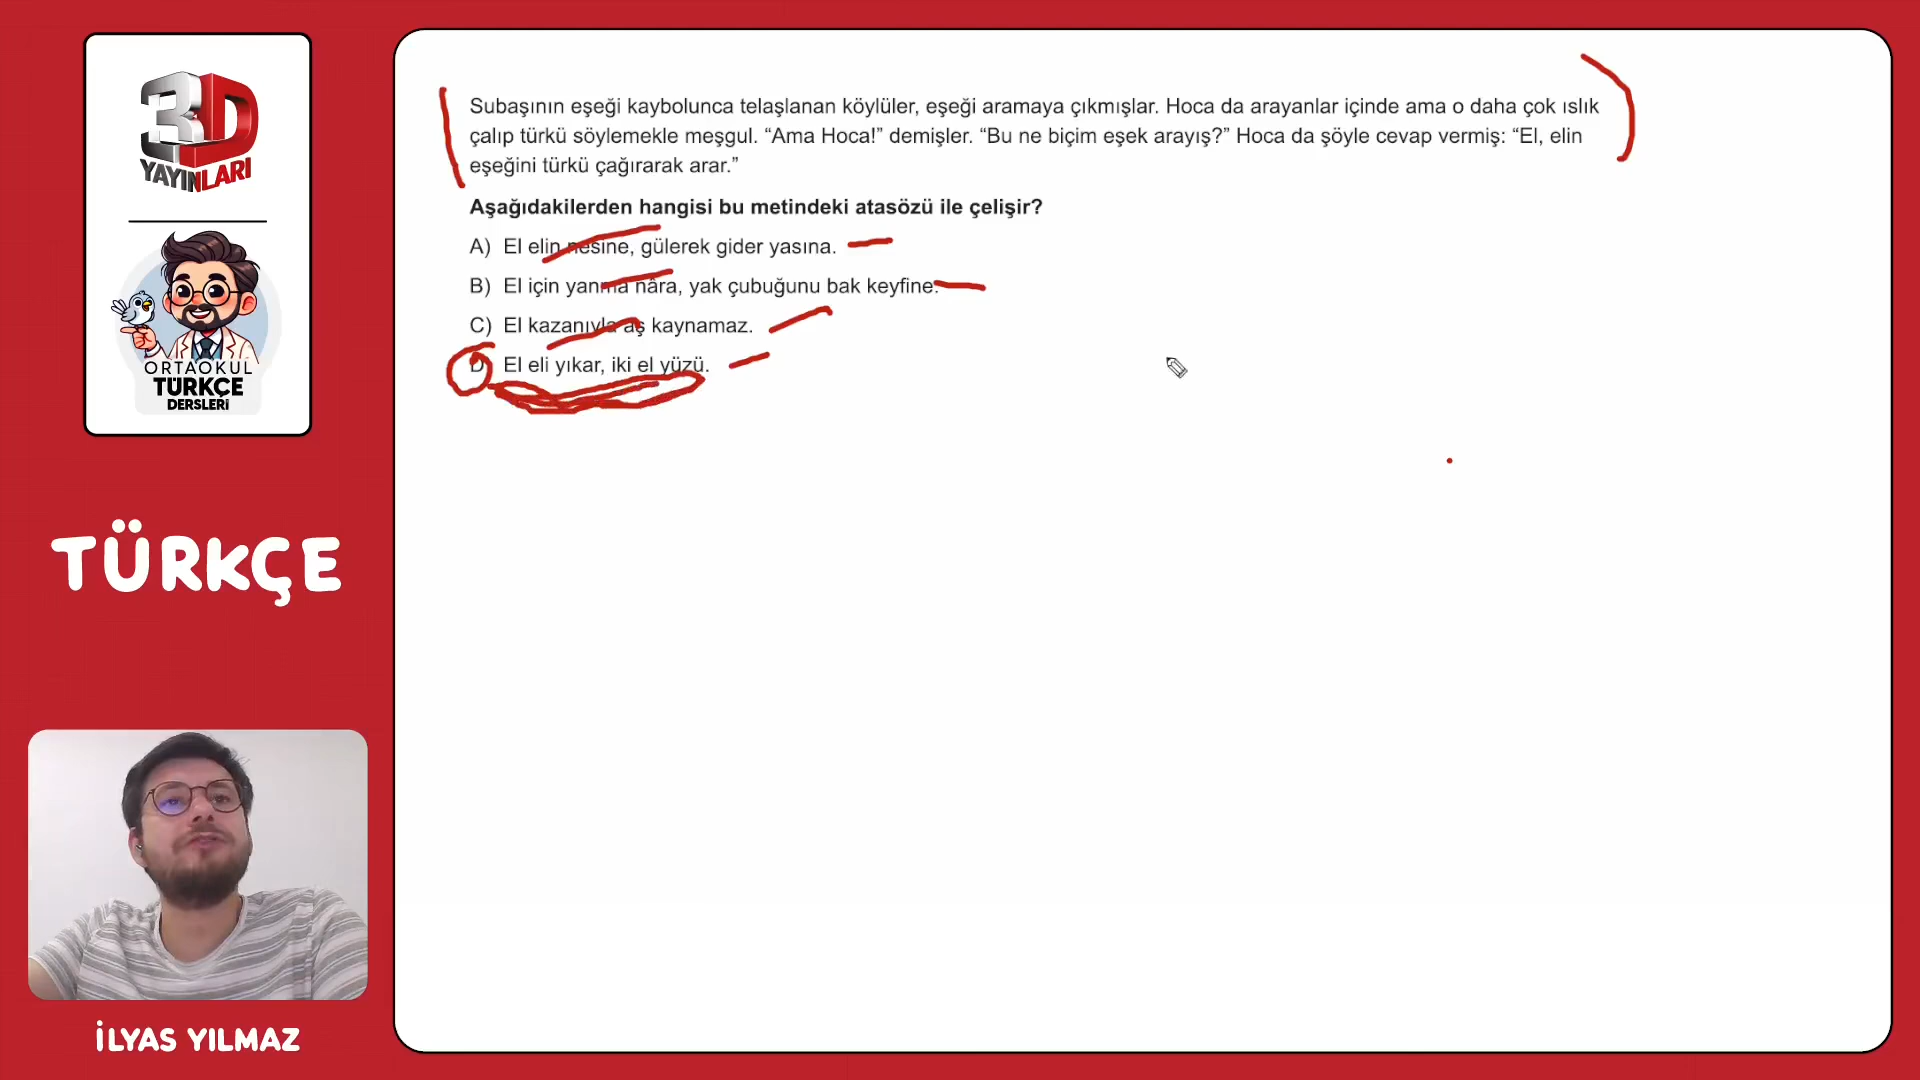 3D
YAYINLARI
ORTAOKUL
TÜRKÇE
DERSLERİ
TÜRKÇE
İLYAS YILMAZ
Subaşının eşeği kaybolunca telaşlanan köylüler, eşeği aramaya çıkmışlar. Hoca da arayanlar içinde ama o daha çok ıslık
çalıp türkü söylemekle meşgul. “Ama Hoca!” demişler. “Bu ne biçim eşek arayış?” Hoca da şöyle cevap vermiş: “El, elin
eşeğini türkü çağırarak arar.”
Aşağıdakilerden hangisi bu metindeki atasözü ile çelişir?
A) El elin nesine, gülerek gider yasına.
B) El için yanma nâra, yak çubuğunu bak keyfine.
C) El kazanıyla aş kaynamaz.
D) El eli yıkar, iki el yüzü.